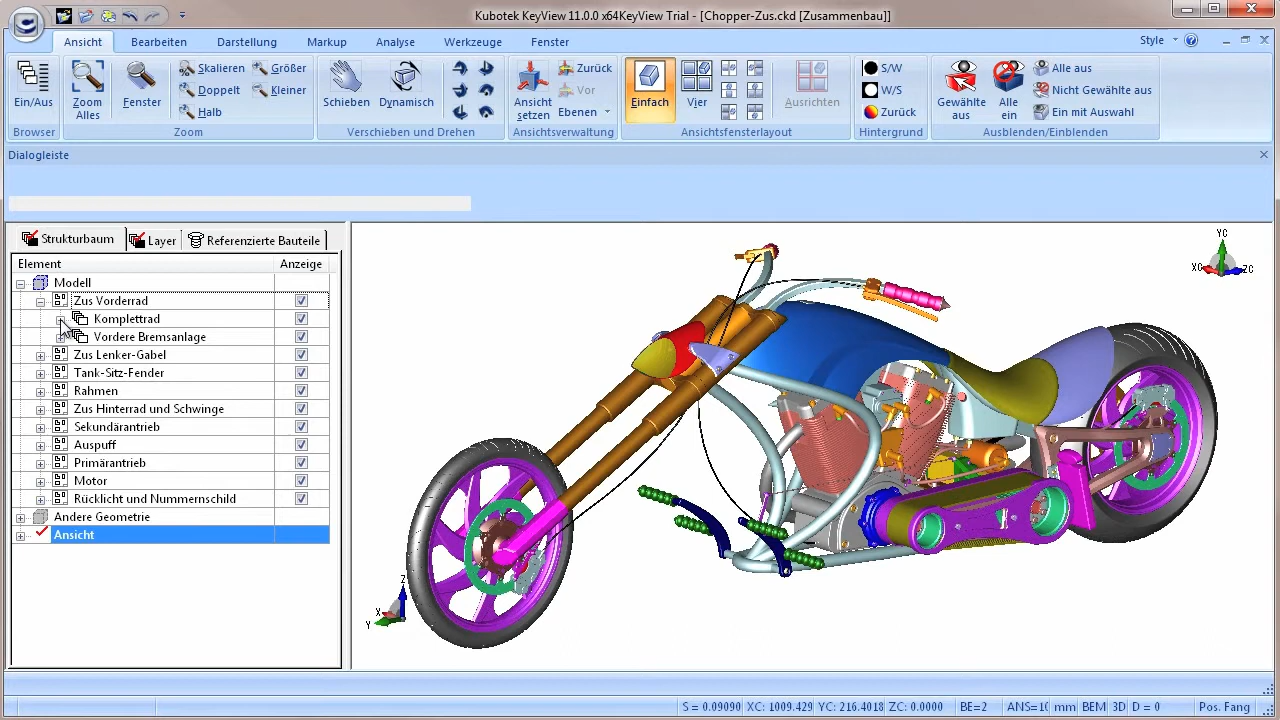 Kubotek KeyView 11.0.0 x64KeyView Trial - [Chopper-Zus.ckd [Zusammenbau]]
Ansicht Bearbeiten Darstellung Markup Analyse Werkzeuge Fenster Style
Ein/Aus Zoom Alles Fenster Skalieren Doppelt Halb Größer Kleiner Schieben Dynamisch Ansicht setzen Zurück Vor Ebenen Einfach Vier Ausrichten S/W W/S Zurück Gewählte aus Alle ein Alle aus Nicht Gewählte aus Ein mit Auswahl
Browser Zoom Verschieben und Drehen Ansichtsverwaltung Ansichtsfensterlayout Hintergrund Ausblenden/Einblenden
Dialogleiste
Strukturbaum Layer Referenzierte Bauteile
Element Anzeige
Modell
Zus Vorderrad
Komplettrad
Vordere Bremsanlage
Zus Lenker-Gabel
Tank-Sitz-Fender
Rahmen
Zus Hinterrad und Schwinge
Sekundärantrieb
Auspuff
Primärantrieb
Motor
Rücklicht und Nummernschild
Andere Geometrie
Ansicht
YC
XC ZC
Z
X
Y
S = 0.09090 XC: 1009.429 YC: 216.4018 ZC: 0.0000 BE=2 ANS=1( mm BEM 3D D = 0 Pos. Fang